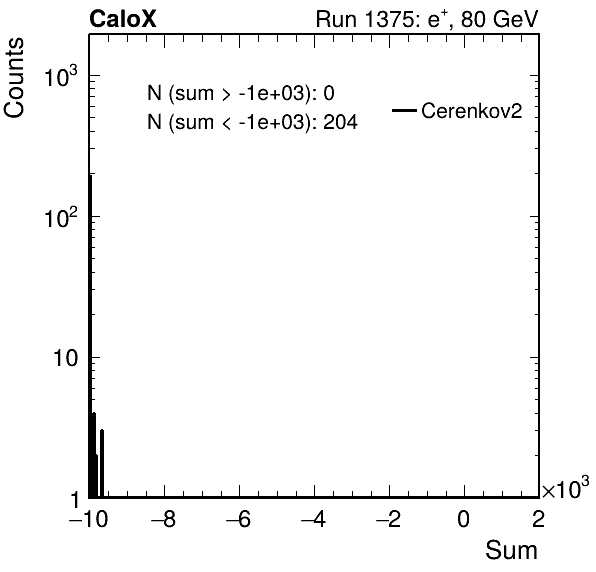 CaloX Run 1375: e+, 80 GeV
Counts
N (sum > -1e+03): 0
N (sum < -1e+03): 204
Cerenkov2
10³
10²
10
1
−10 −8 −6 −4 −2 0 2
×10³
Sum